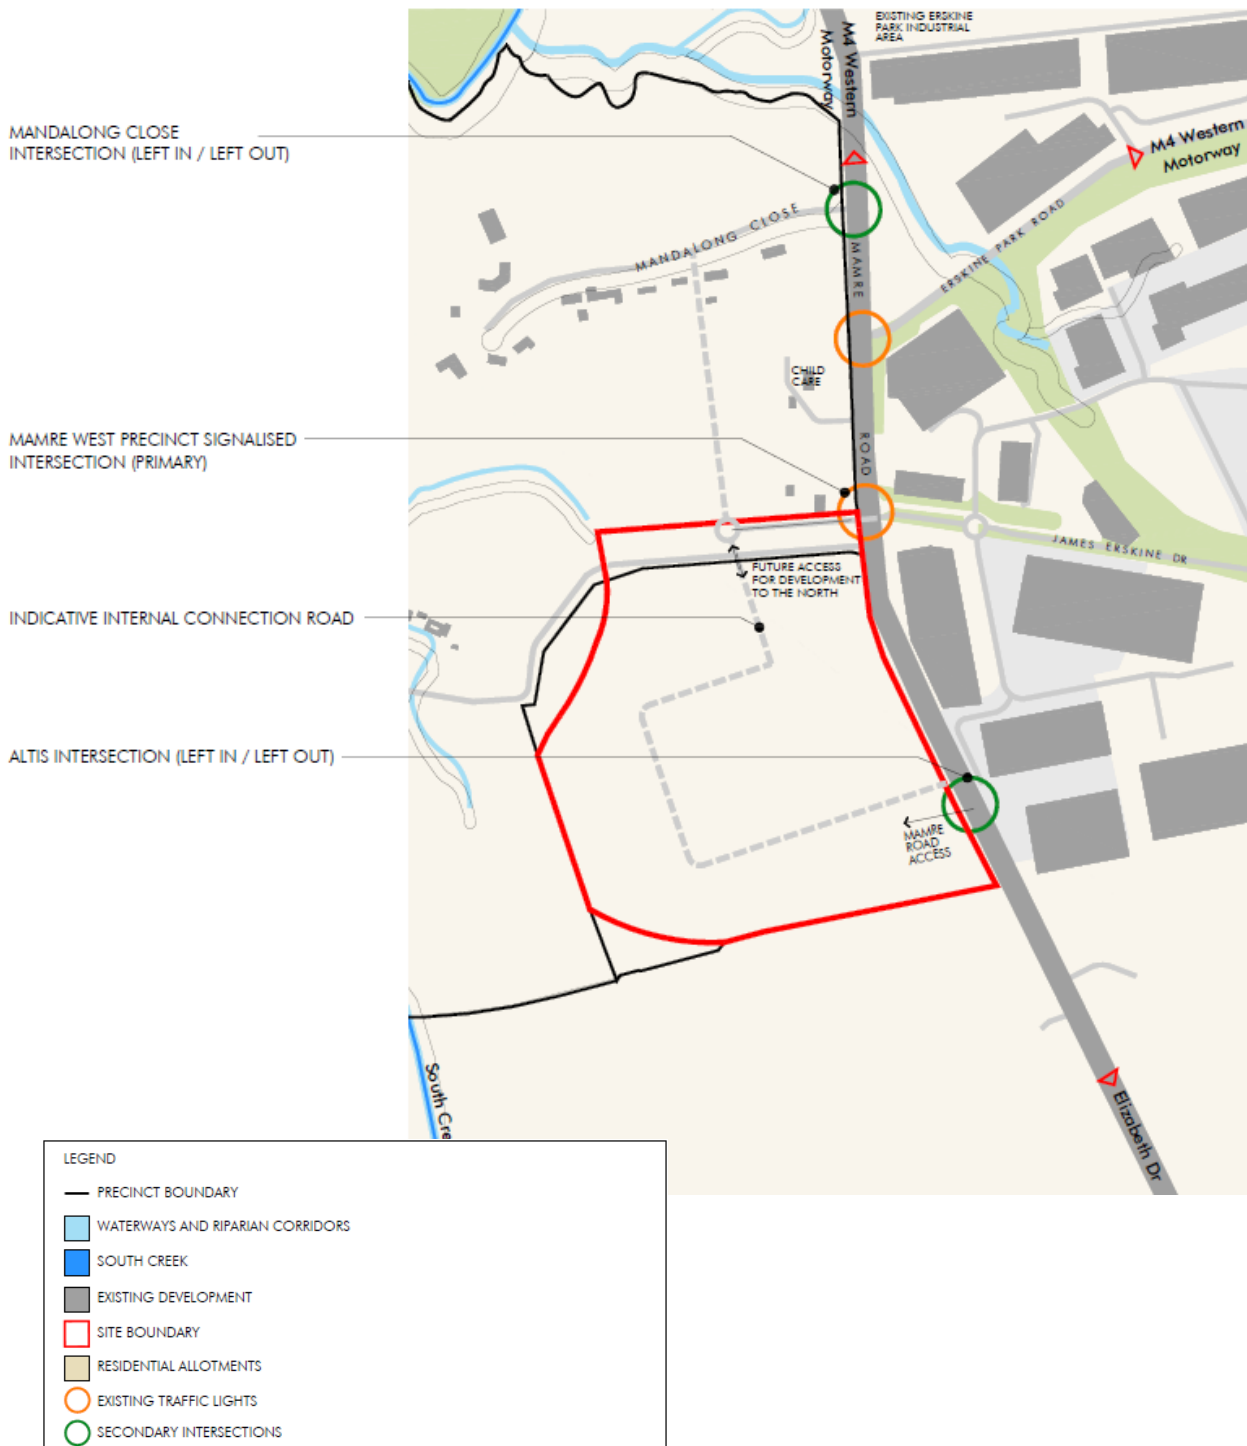 EXISTING ERSKINE
PARK INDUSTRIAL
AREA
M4 Western
Motorway
M4 Western
Motorway
MANDALONG CLOSE
INTERSECTION (LEFT IN / LEFT OUT)
MANDALONG CLOSE
MAMRE
ERSKINE PARK ROAD
CHILD
CARE
MAMRE WEST PRECINCT SIGNALISED
INTERSECTION (PRIMARY)
ROAD
JAMES ERSKINE DR
FUTURE ACCESS
FOR DEVELOPMENT
TO THE NORTH
INDICATIVE INTERNAL CONNECTION ROAD
ALTIS INTERSECTION (LEFT IN / LEFT OUT)
MAMRE
ROAD
ACCESS
South Cre
Elizabeth Dr
LEGEND
PRECINCT BOUNDARY
WATERWAYS AND RIPARIAN CORRIDORS
SOUTH CREEK
EXISTING DEVELOPMENT
SITE BOUNDARY
RESIDENTIAL ALLOTMENTS
EXISTING TRAFFIC LIGHTS
SECONDARY INTERSECTIONS